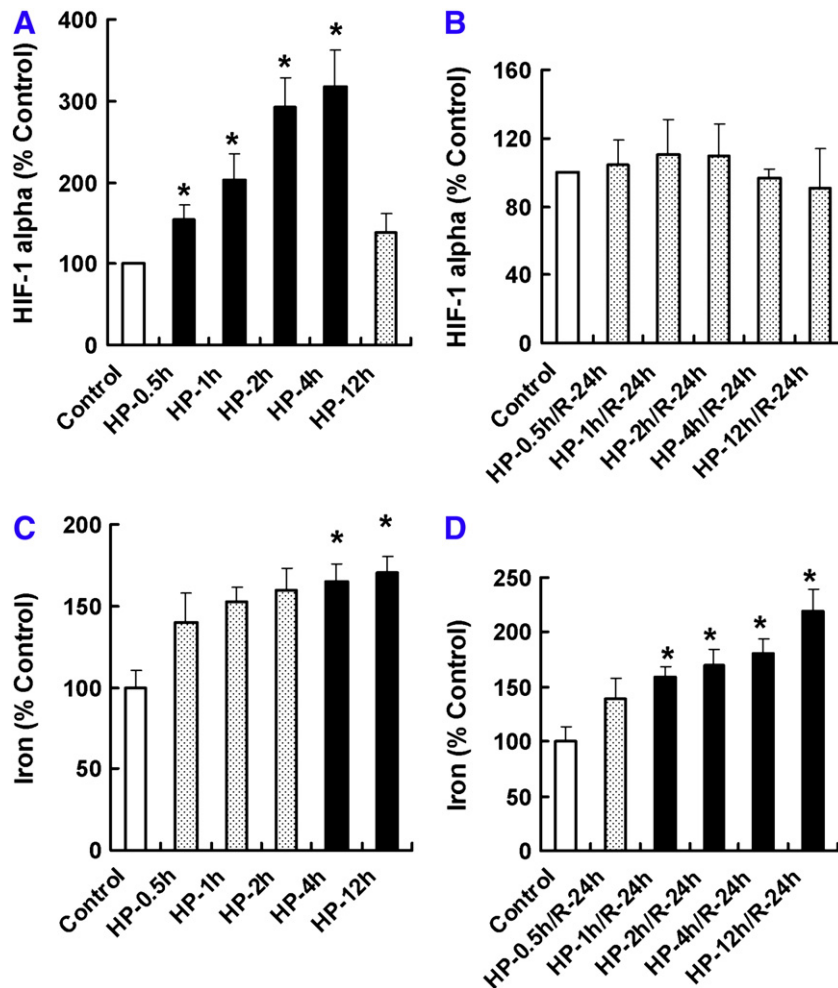 A
HIF-1 alpha (% Control)
400
300
200
100
0
*
*
*
*
Control
HP-0.5h
HP-1h
HP-2h
HP-4h
HP-12h
B
HIF-1 alpha (% Control)
160
120
80
40
0
Control
HP-0.5h/R-24h
HP-1h/R-24h
HP-2h/R-24h
HP-4h/R-24h
HP-12h/R-24h
C
Iron (% Control)
200
150
100
50
0
*
*
Control
HP-0.5h
HP-1h
HP-2h
HP-4h
HP-12h
D
Iron (% Control)
250
200
150
100
50
0
*
*
*
*
Control
HP-0.5h/R-24h
HP-1h/R-24h
HP-2h/R-24h
HP-4h/R-24h
HP-12h/R-24h